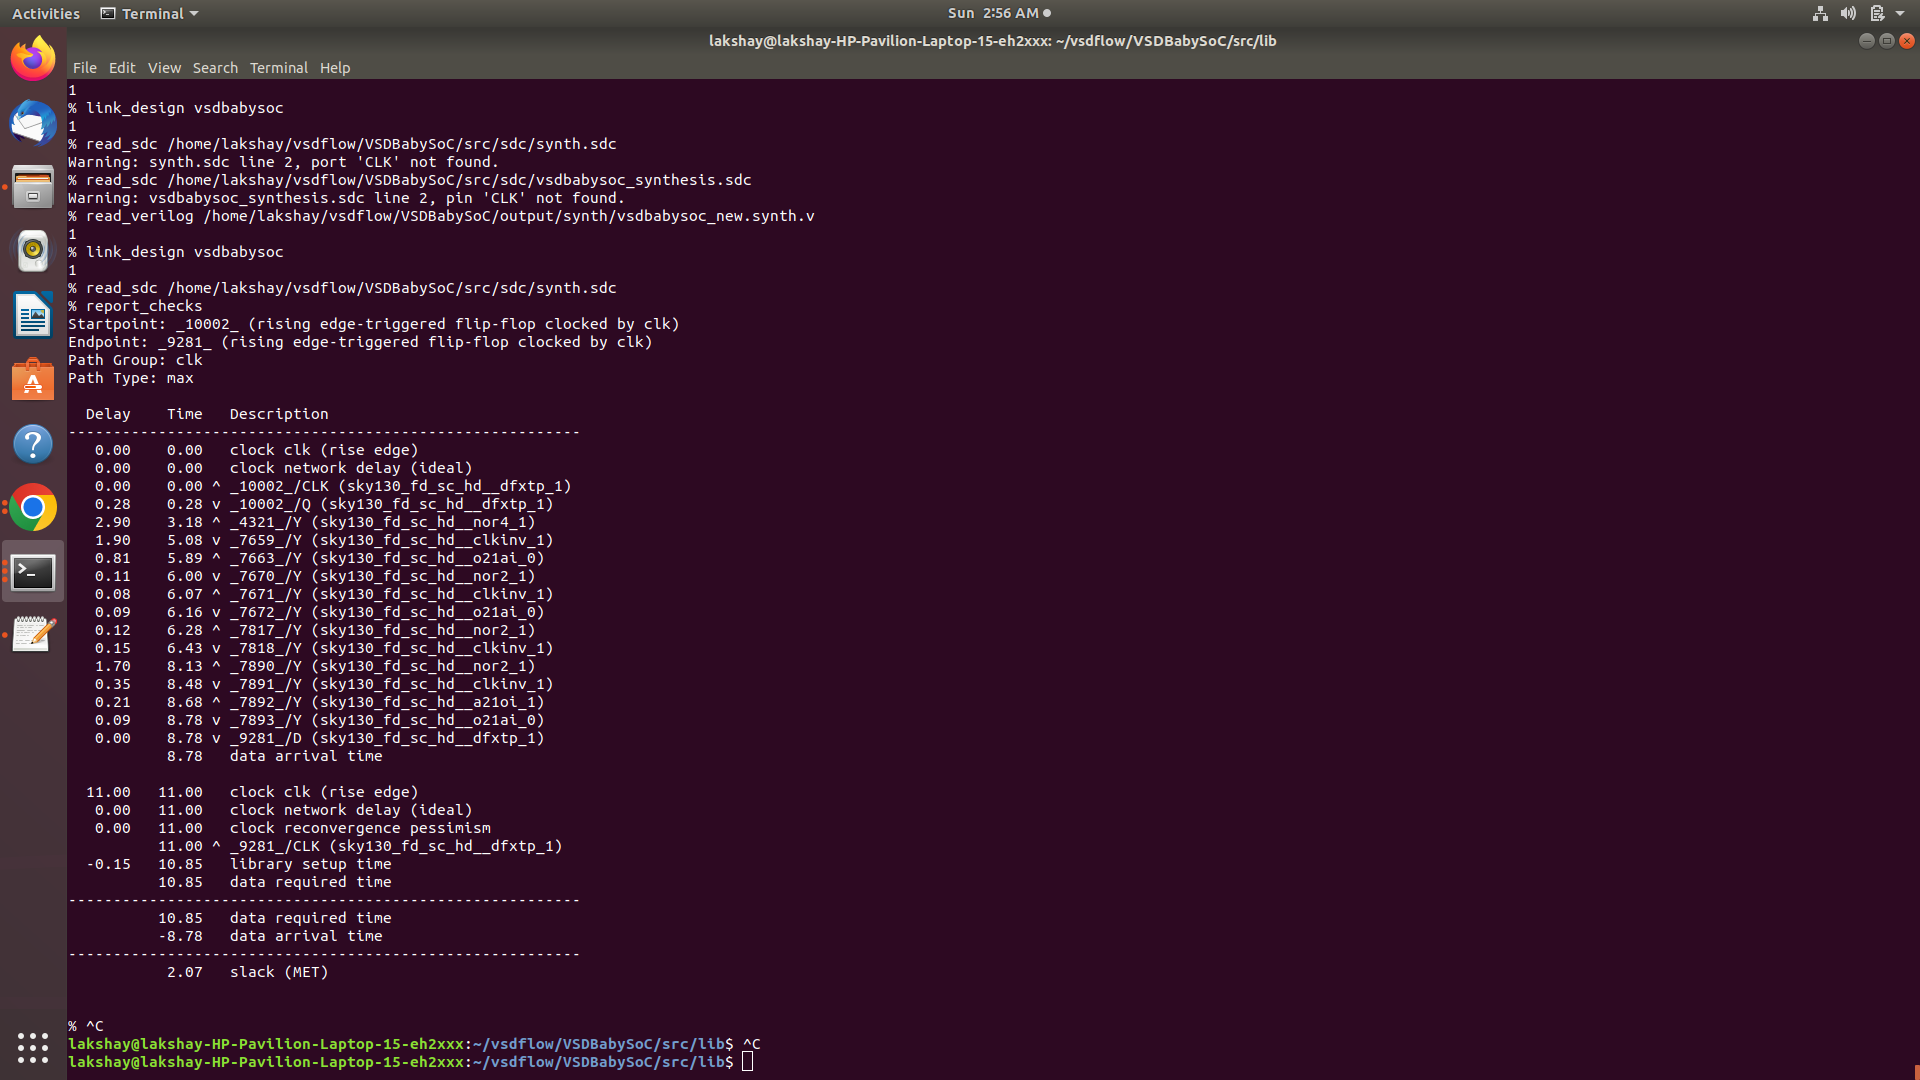 Activities Terminal Sun 2:56 AM
lakshay@lakshay-HP-Pavilion-Laptop-15-eh2xxx: ~/vsdflow/VSDBabySoC/src/lib
File Edit View Search Terminal Help
1
% link_design vsdbabysoc
1
% read_sdc /home/lakshay/vsdflow/VSDBabySoC/src/sdc/synth.sdc
Warning: synth.sdc line 2, port 'CLK' not found.
% read_sdc /home/lakshay/vsdflow/VSDBabySoC/src/sdc/vsdbabysoc_synthesis.sdc
Warning: vsdbabysoc_synthesis.sdc line 2, pin 'CLK' not found.
% read_verilog /home/lakshay/vsdflow/VSDBabySoC/output/synth/vsdbabysoc_new.synth.v
1
% link_design vsdbabysoc
1
% read_sdc /home/lakshay/vsdflow/VSDBabySoC/src/sdc/synth.sdc
% report_checks
Startpoint: _10002_ (rising edge-triggered flip-flop clocked by clk)
Endpoint: _9281_ (rising edge-triggered flip-flop clocked by clk)
Path Group: clk
Path Type: max
Delay Time Description
---------------------------------------------------------
0.00 0.00 clock clk (rise edge)
0.00 0.00 clock network delay (ideal)
0.00 0.00 ^ _10002_/CLK (sky130_fd_sc_hd__dfxtp_1)
0.28 0.28 v _10002_/Q (sky130_fd_sc_hd__dfxtp_1)
2.90 3.18 ^ _4321_/Y (sky130_fd_sc_hd__nor4_1)
1.90 5.08 v _7659_/Y (sky130_fd_sc_hd__clkinv_1)
0.81 5.89 ^ _7663_/Y (sky130_fd_sc_hd__o21ai_0)
0.11 6.00 v _7670_/Y (sky130_fd_sc_hd__nor2_1)
0.08 6.07 ^ _7671_/Y (sky130_fd_sc_hd__clkinv_1)
0.09 6.16 v _7672_/Y (sky130_fd_sc_hd__o21ai_0)
0.12 6.28 ^ _7817_/Y (sky130_fd_sc_hd__nor2_1)
0.15 6.43 v _7818_/Y (sky130_fd_sc_hd__clkinv_1)
1.70 8.13 ^ _7890_/Y (sky130_fd_sc_hd__nor2_1)
0.35 8.48 v _7891_/Y (sky130_fd_sc_hd__clkinv_1)
0.21 8.68 ^ _7892_/Y (sky130_fd_sc_hd__a21oi_1)
0.09 8.78 v _7893_/Y (sky130_fd_sc_hd__o21ai_0)
0.00 8.78 v _9281_/D (sky130_fd_sc_hd__dfxtp_1)
8.78 data arrival time
11.00 11.00 clock clk (rise edge)
0.00 11.00 clock network delay (ideal)
0.00 11.00 clock reconvergence pessimism
11.00 ^ _9281_/CLK (sky130_fd_sc_hd__dfxtp_1)
-0.15 10.85 library setup time
10.85 data required time
---------------------------------------------------------
10.85 data required time
-8.78 data arrival time
---------------------------------------------------------
2.07 slack (MET)
% ^C
lakshay@lakshay-HP-Pavilion-Laptop-15-eh2xxx:~/vsdflow/VSDBabySoC/src/lib$ ^C
lakshay@lakshay-HP-Pavilion-Laptop-15-eh2xxx:~/vsdflow/VSDBabySoC/src/lib$